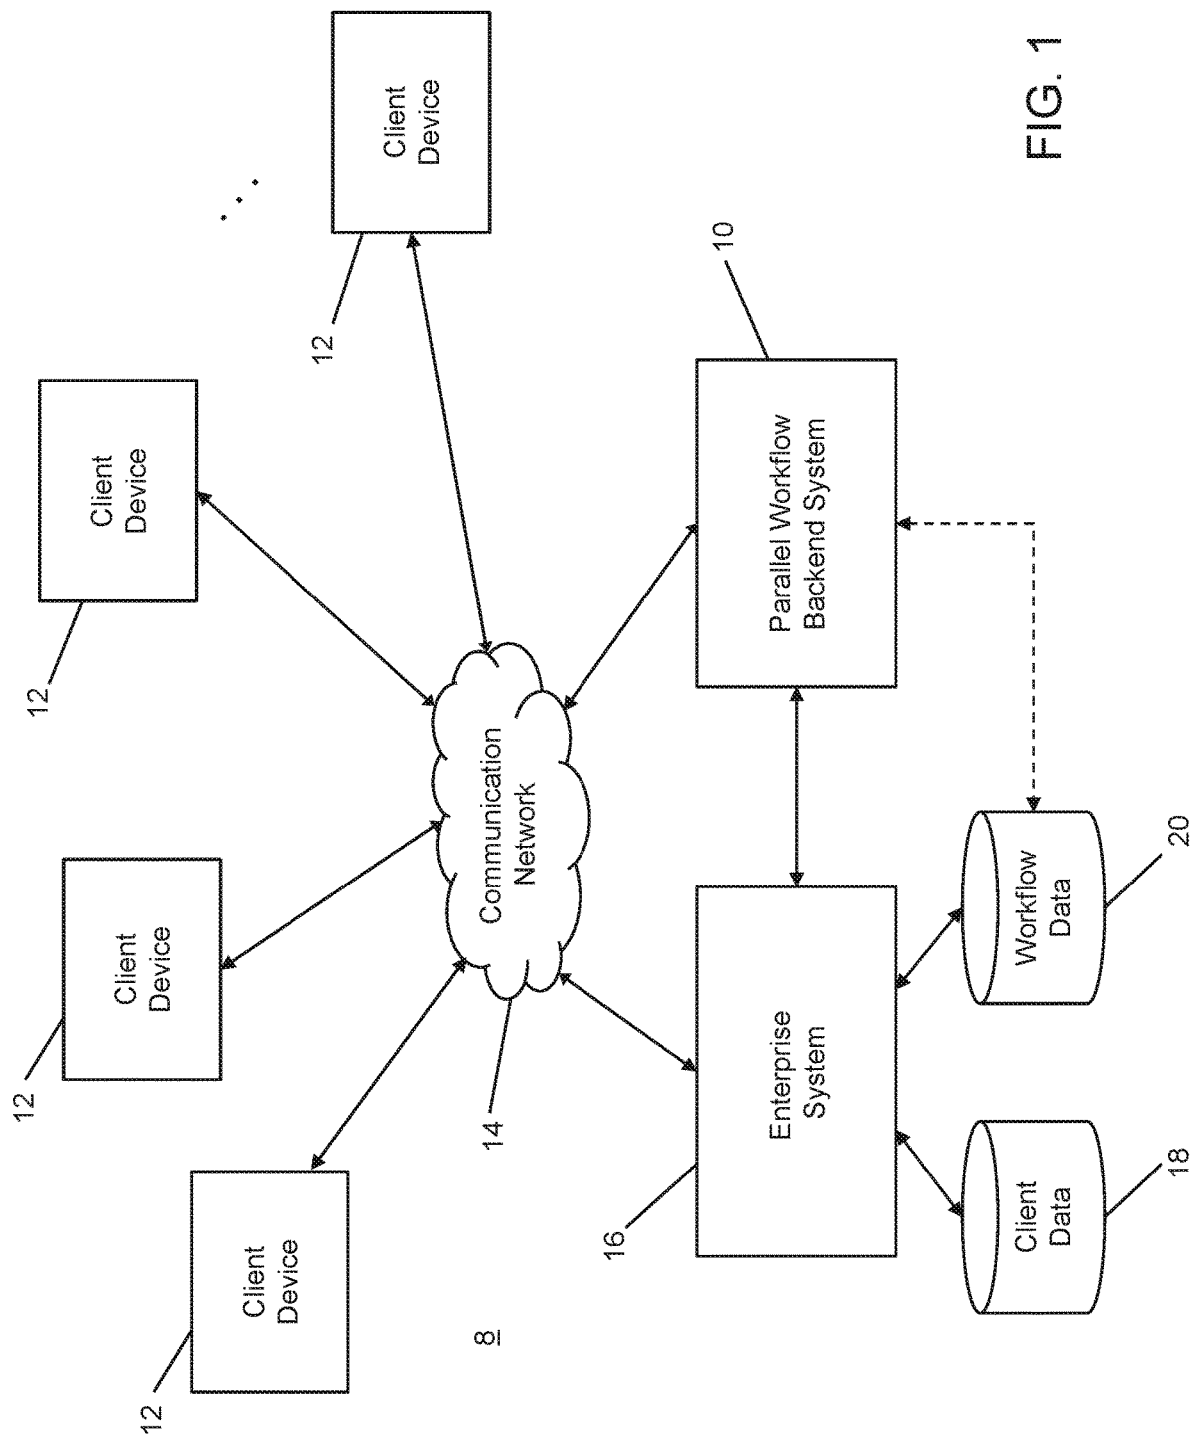 Client
Device
12
Client
Device
12
Client
Device
12
Client
Device
12
. . .
Communication
Network
14
8
Enterprise
System
16
Parallel Workflow
Backend System
10
Client
Data
18
Workflow
Data
20
FIG. 1